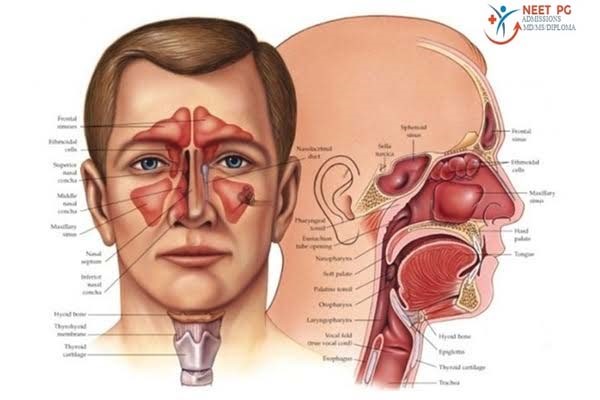 NEET PG
ADMISSIONS
MD/MS/DIPLOMA
Frontal
sinuses
Ethmoidal
cells
Superior
nasal
concha
Middle
nasal
concha
Maxillary
sinus
Nasal
septum
Inferior
nasal
concha
Hyoid bone
Thyrohyoid
membrane
Thyroid
cartilage
Nasolacrimal
duct
Sella
turcica
Sphenoid
sinus
Pharyngeal
tonsil
Eustachian
tube opening
Nasopharynx
Soft palate
Palatine tonsil
Oropharynx
Laryngopharynx
Vocal fold
(true vocal cord)
Esophagus
Frontal
sinus
Ethmoidal
cells
Maxillary
sinus
Hard
palate
Tongue
Hyoid bone
Epiglottis
Thyroid cartilage
Trachea